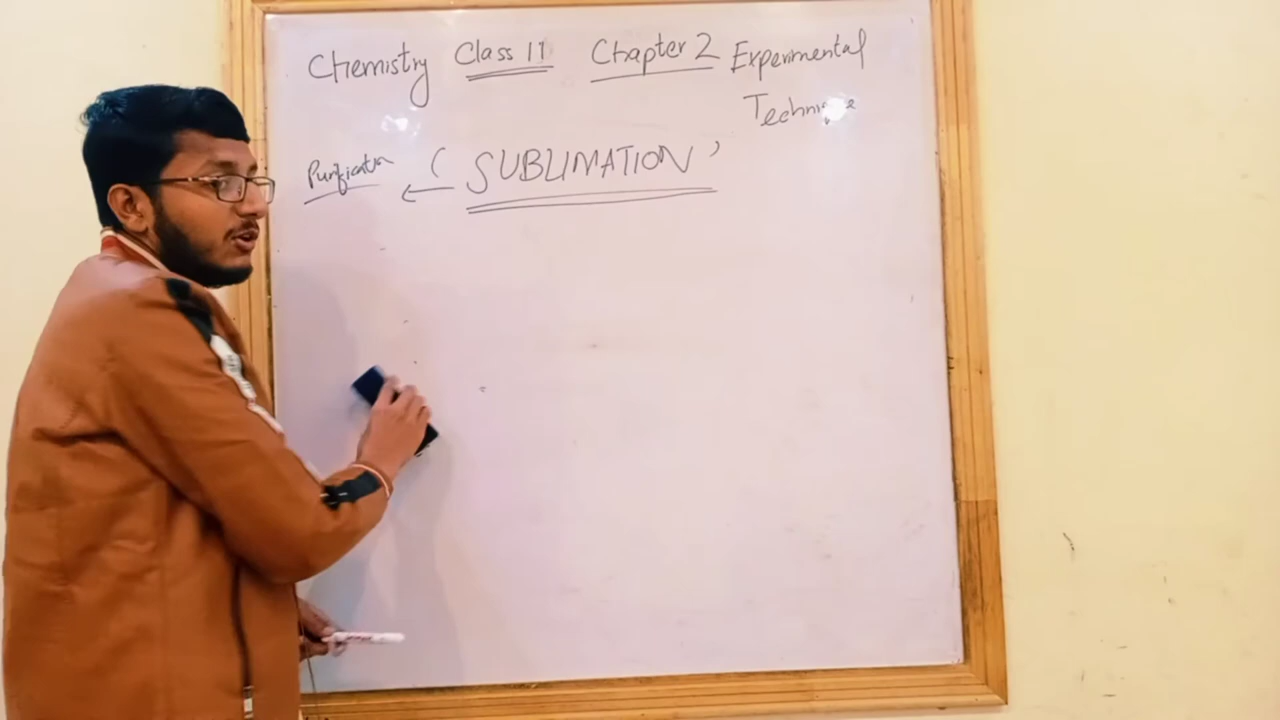 Chemistry Class 11 Chapter 2 Experimental
Technique
Purification ( SUBLIMATION '